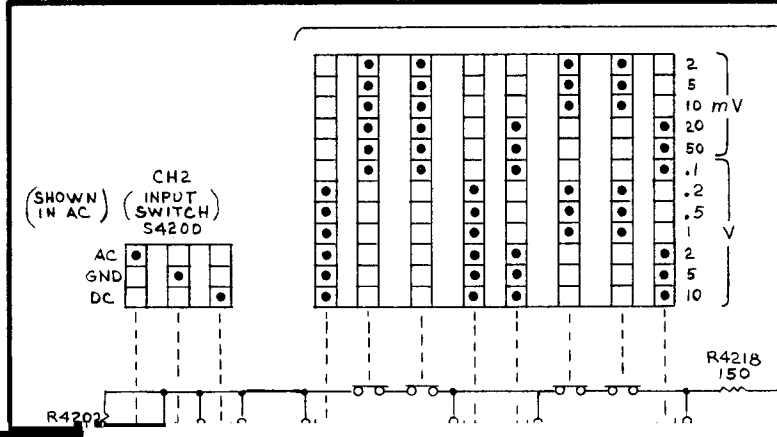 2
5
10 mV
20
50
.1
.2
.5
1 V
2
5
10
(SHOWN IN AC)
CH2
(INPUT SWITCH)
S4200
AC
GND
DC
R4218
150
R4202